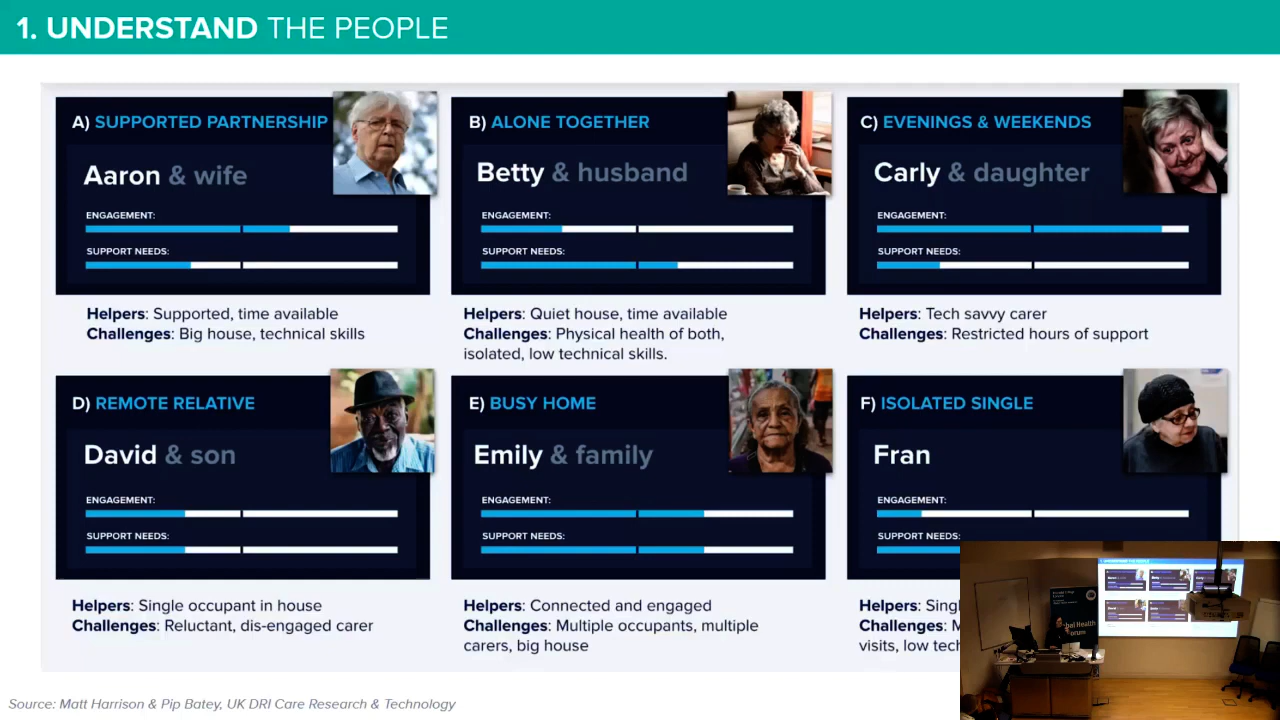 1. UNDERSTAND THE PEOPLE
A) SUPPORTED PARTNERSHIP
Aaron & wife
ENGAGEMENT:
SUPPORT NEEDS:
Helpers: Supported, time available
Challenges: Big house, technical skills
B) ALONE TOGETHER
Betty & husband
ENGAGEMENT:
SUPPORT NEEDS:
Helpers: Quiet house, time available
Challenges: Physical health of both,
isolated, low technical skills.
C) EVENINGS & WEEKENDS
Carly & daughter
ENGAGEMENT:
SUPPORT NEEDS:
Helpers: Tech savvy carer
Challenges: Restricted hours of support
D) REMOTE RELATIVE
David & son
ENGAGEMENT:
SUPPORT NEEDS:
Helpers: Single occupant in house
Challenges: Reluctant, dis-engaged carer
E) BUSY HOME
Emily & family
ENGAGEMENT:
SUPPORT NEEDS:
Helpers: Connected and engaged
Challenges: Multiple occupants, multiple
carers, big house
F) ISOLATED SINGLE
Fran
ENGAGEMENT:
SUPPORT NEEDS:
Helpers:
Challenges:
visits, low
Source: Matt Harrison & Pip Batey, UK DRI Care Research & Technology